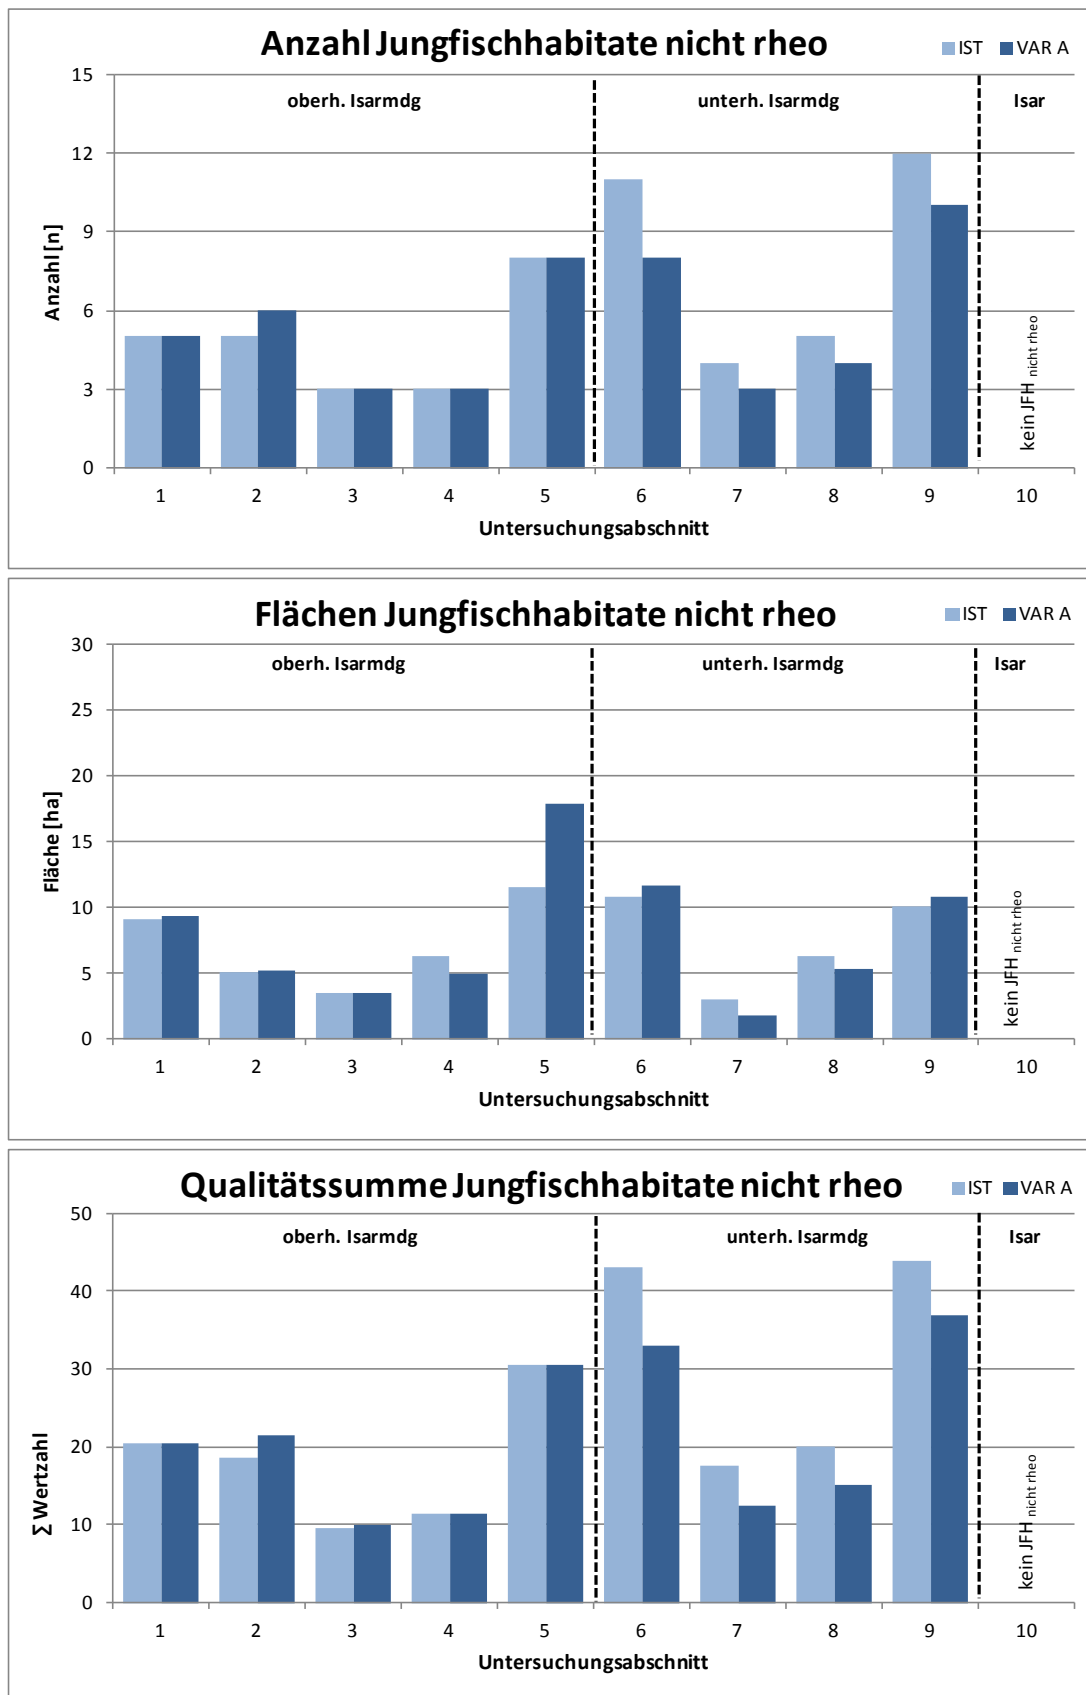 Anzahl Jungfischhabitate nicht rheo
IST VAR A
15
12
9
6
3
0
Anzahl [n]
oberh. Isarmdg
unterh. Isarmdg
Isar
kein JFH nicht rheo
1 2 3 4 5 6 7 8 9 10
Untersuchungsabschnitt
Flächen Jungfischhabitate nicht rheo
IST VAR A
30
25
20
15
10
5
0
Fläche [ha]
oberh. Isarmdg
unterh. Isarmdg
Isar
kein JFH nicht rheo
1 2 3 4 5 6 7 8 9 10
Untersuchungsabschnitt
Qualitätssumme Jungfischhabitate nicht rheo
IST VAR A
50
40
30
20
10
0
∑ Wertzahl
oberh. Isarmdg
unterh. Isarmdg
Isar
kein JFH nicht rheo
1 2 3 4 5 6 7 8 9 10
Untersuchungsabschnitt